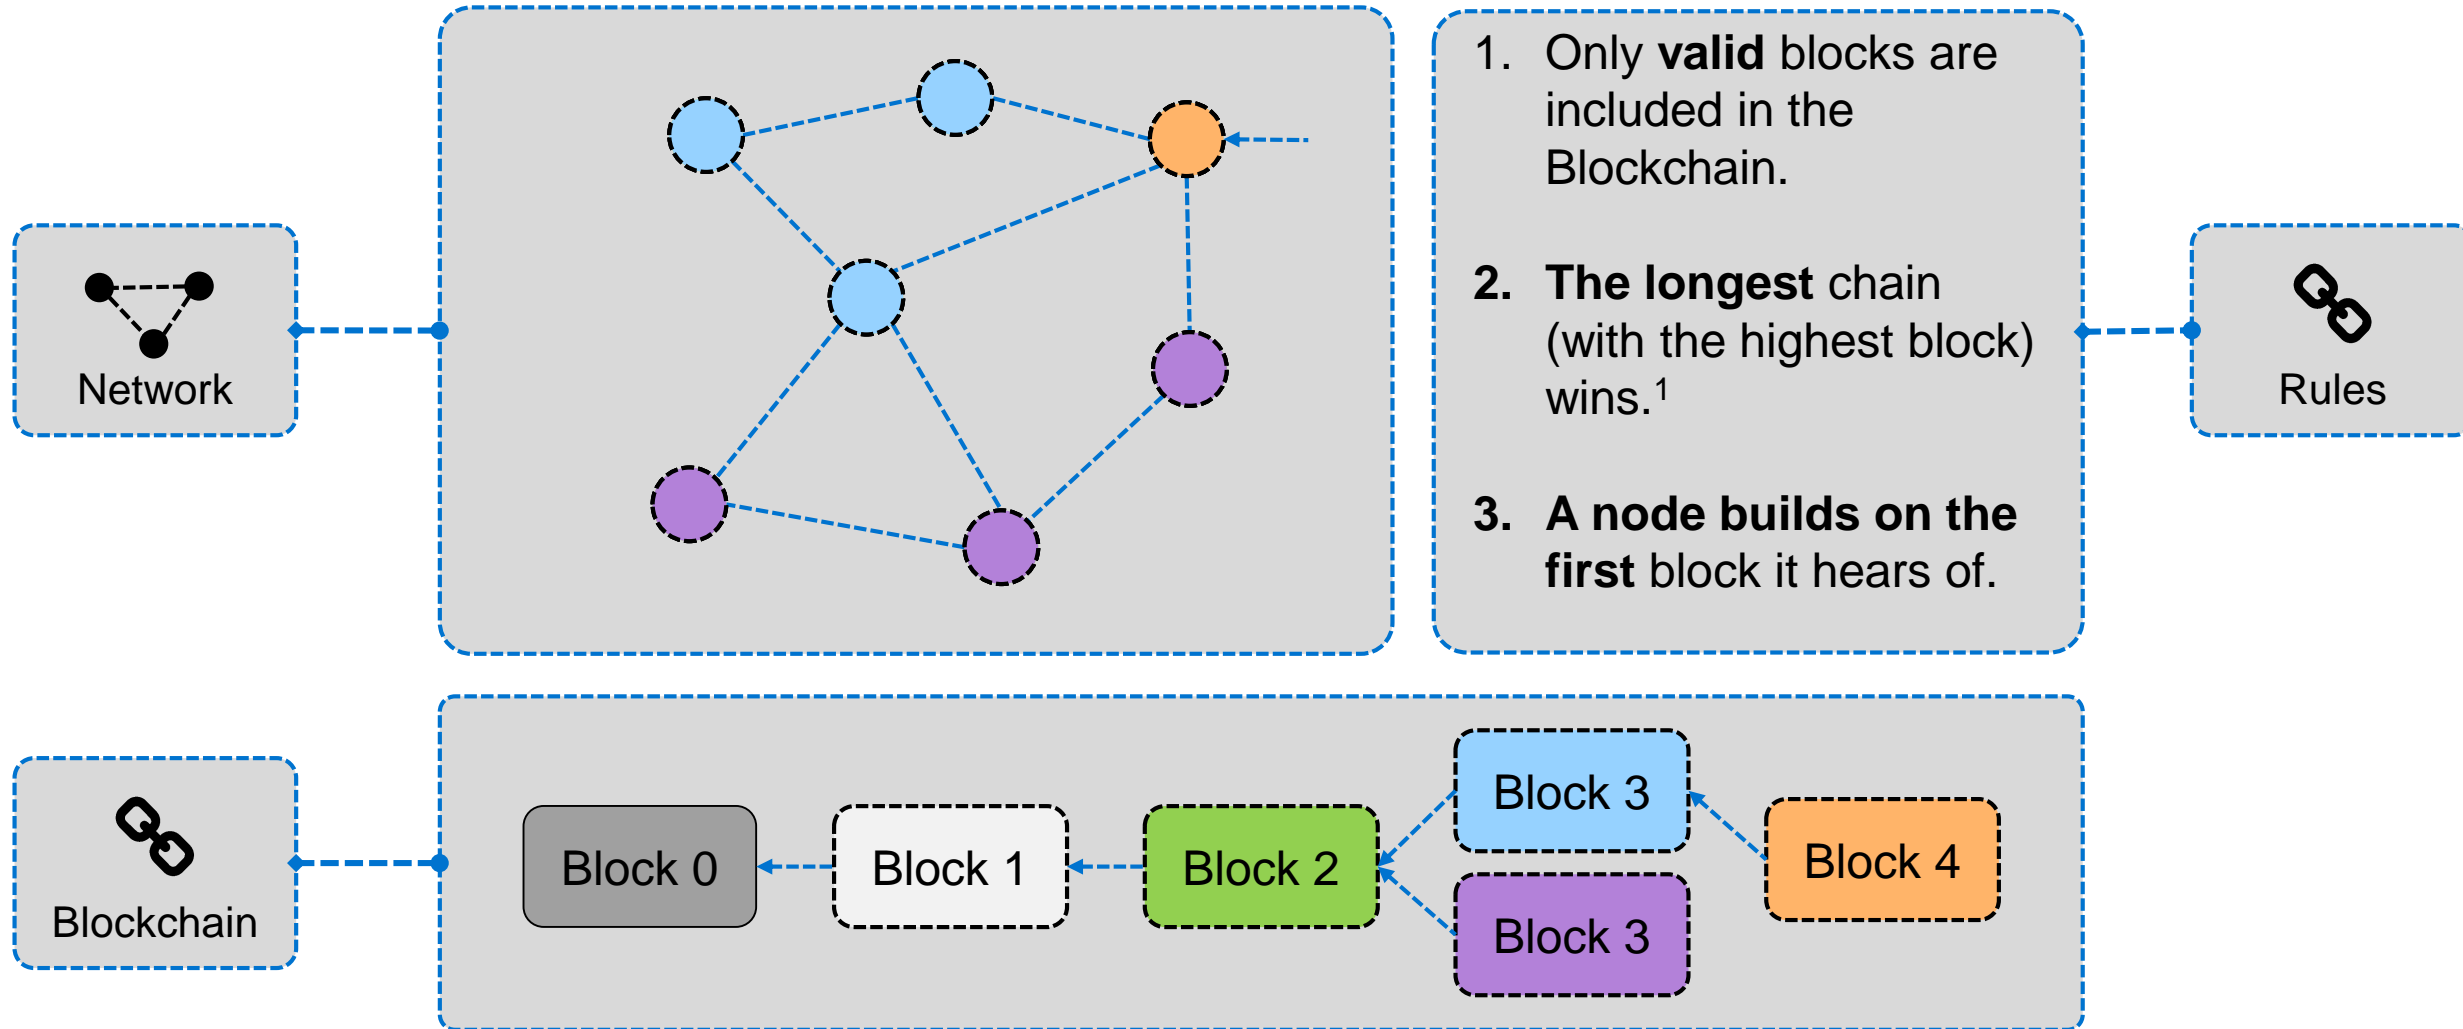 Network
1. Only valid blocks are
included in the
Blockchain.
2. The longest chain
(with the highest block)
wins.¹
3. A node builds on the
first block it hears of.
Rules
Blockchain
Block 0
Block 1
Block 2
Block 3
Block 3
Block 4